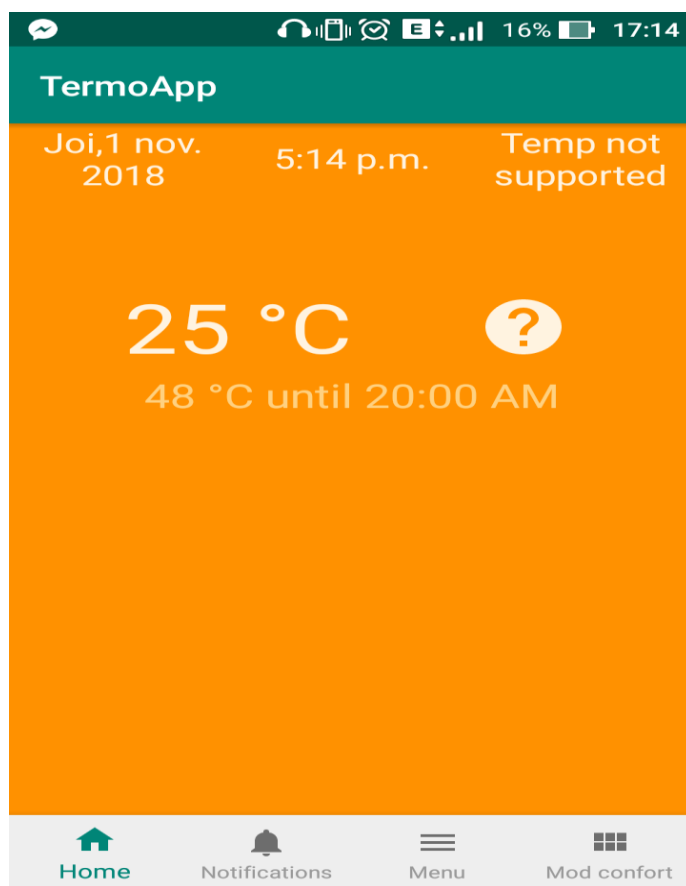 E 16% 17:14
TermoApp
Joi,1 nov.
2018
5:14 p.m.
Temp not
supported
25 °C ?
48 °C until 20:00 AM
Home Notifications Menu Mod confort